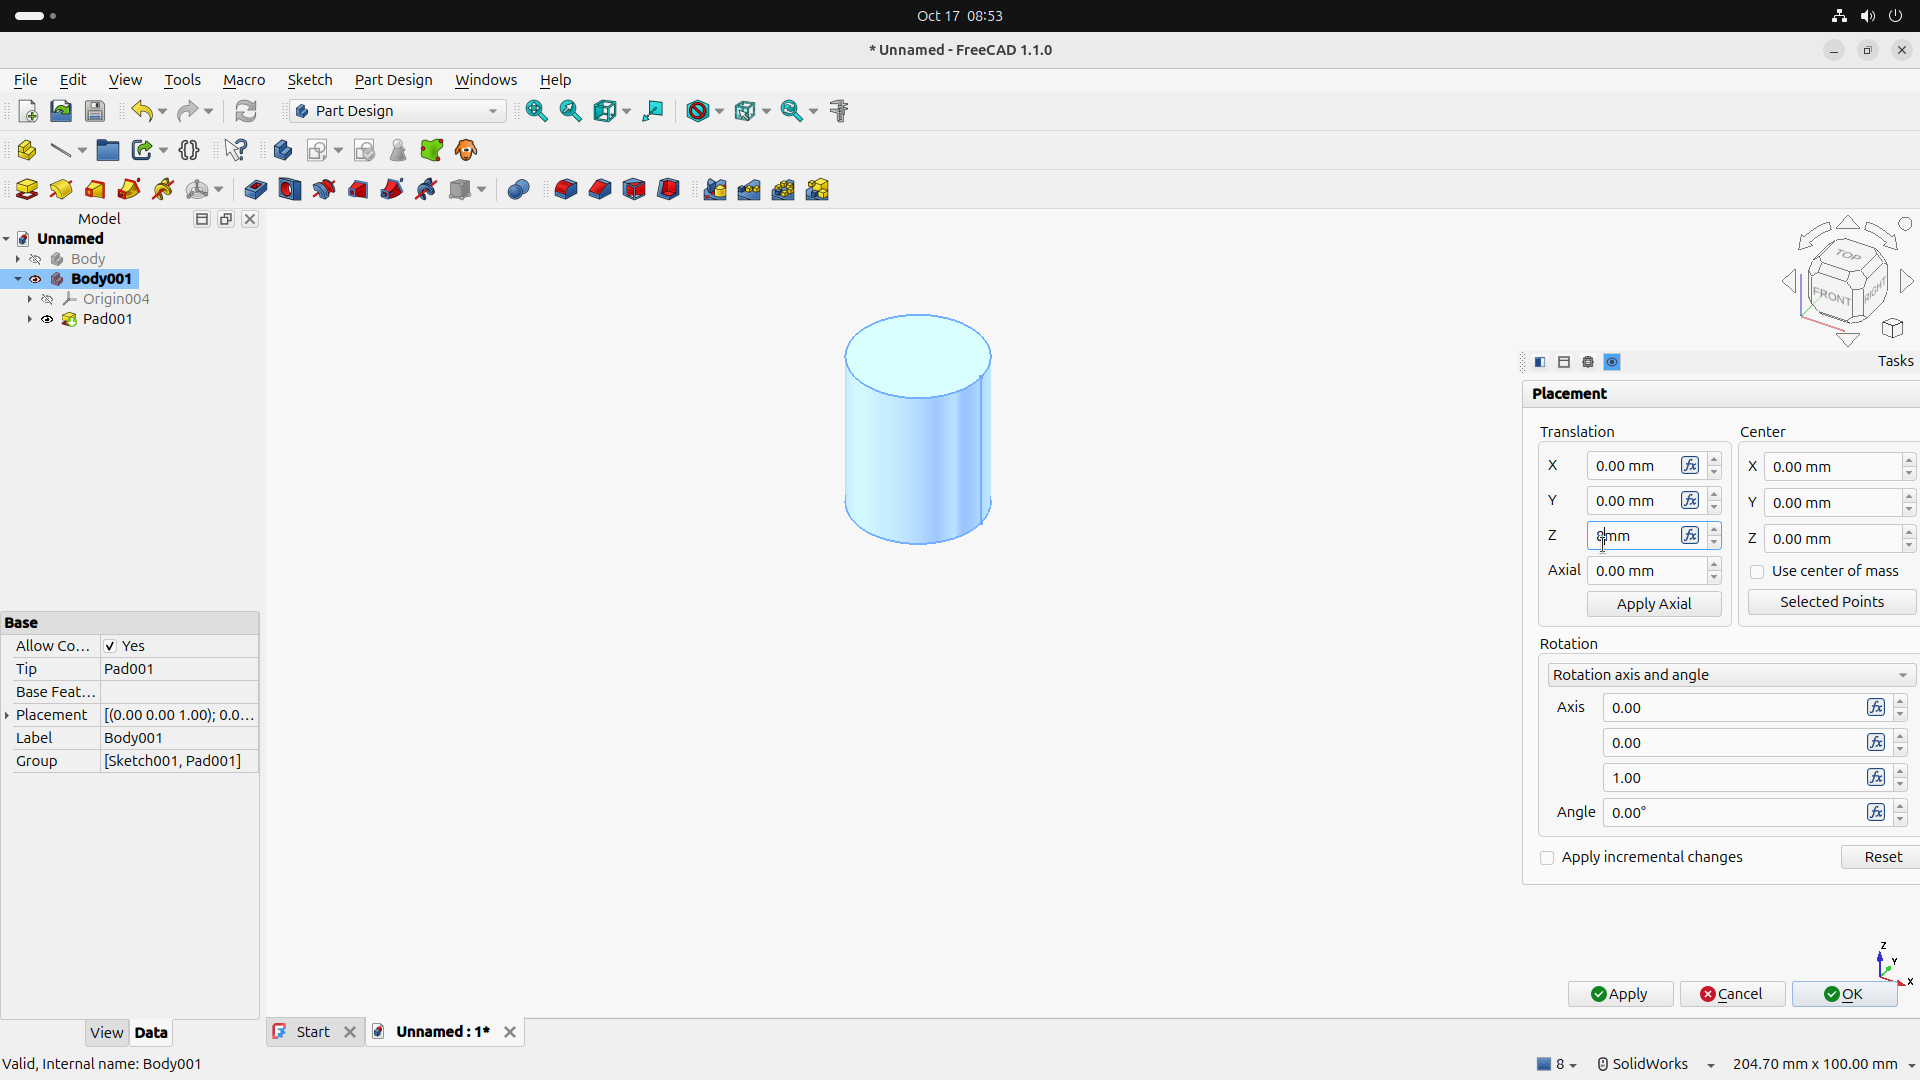 Oct 17 08:53
* Unnamed - FreeCAD 1.1.0
File Edit View Tools Macro Sketch Part Design Windows Help
Part Design
Model
Unnamed
Body
Body001
Origin004
Pad001
TOP
FRONT
RIGHT
Tasks
Placement
Translation
Center
X 0.00 mm
X 0.00 mm
Y 0.00 mm
Y 0.00 mm
Z 8mm
Z 0.00 mm
Axial 0.00 mm
Use center of mass
Apply Axial
Selected Points
Rotation
Rotation axis and angle
Axis 0.00
0.00
1.00
Angle 0.00°
Apply incremental changes
Reset
Base
Allow Co... Yes
Tip Pad001
Base Feat...
Placement [(0.00 0.00 1.00); 0.0...
Label Body001
Group [Sketch001, Pad001]
Z
Y
X
Apply Cancel OK
View Data
Start
Unnamed : 1*
Valid, Internal name: Body001
8
SolidWorks
204.70 mm x 100.00 mm